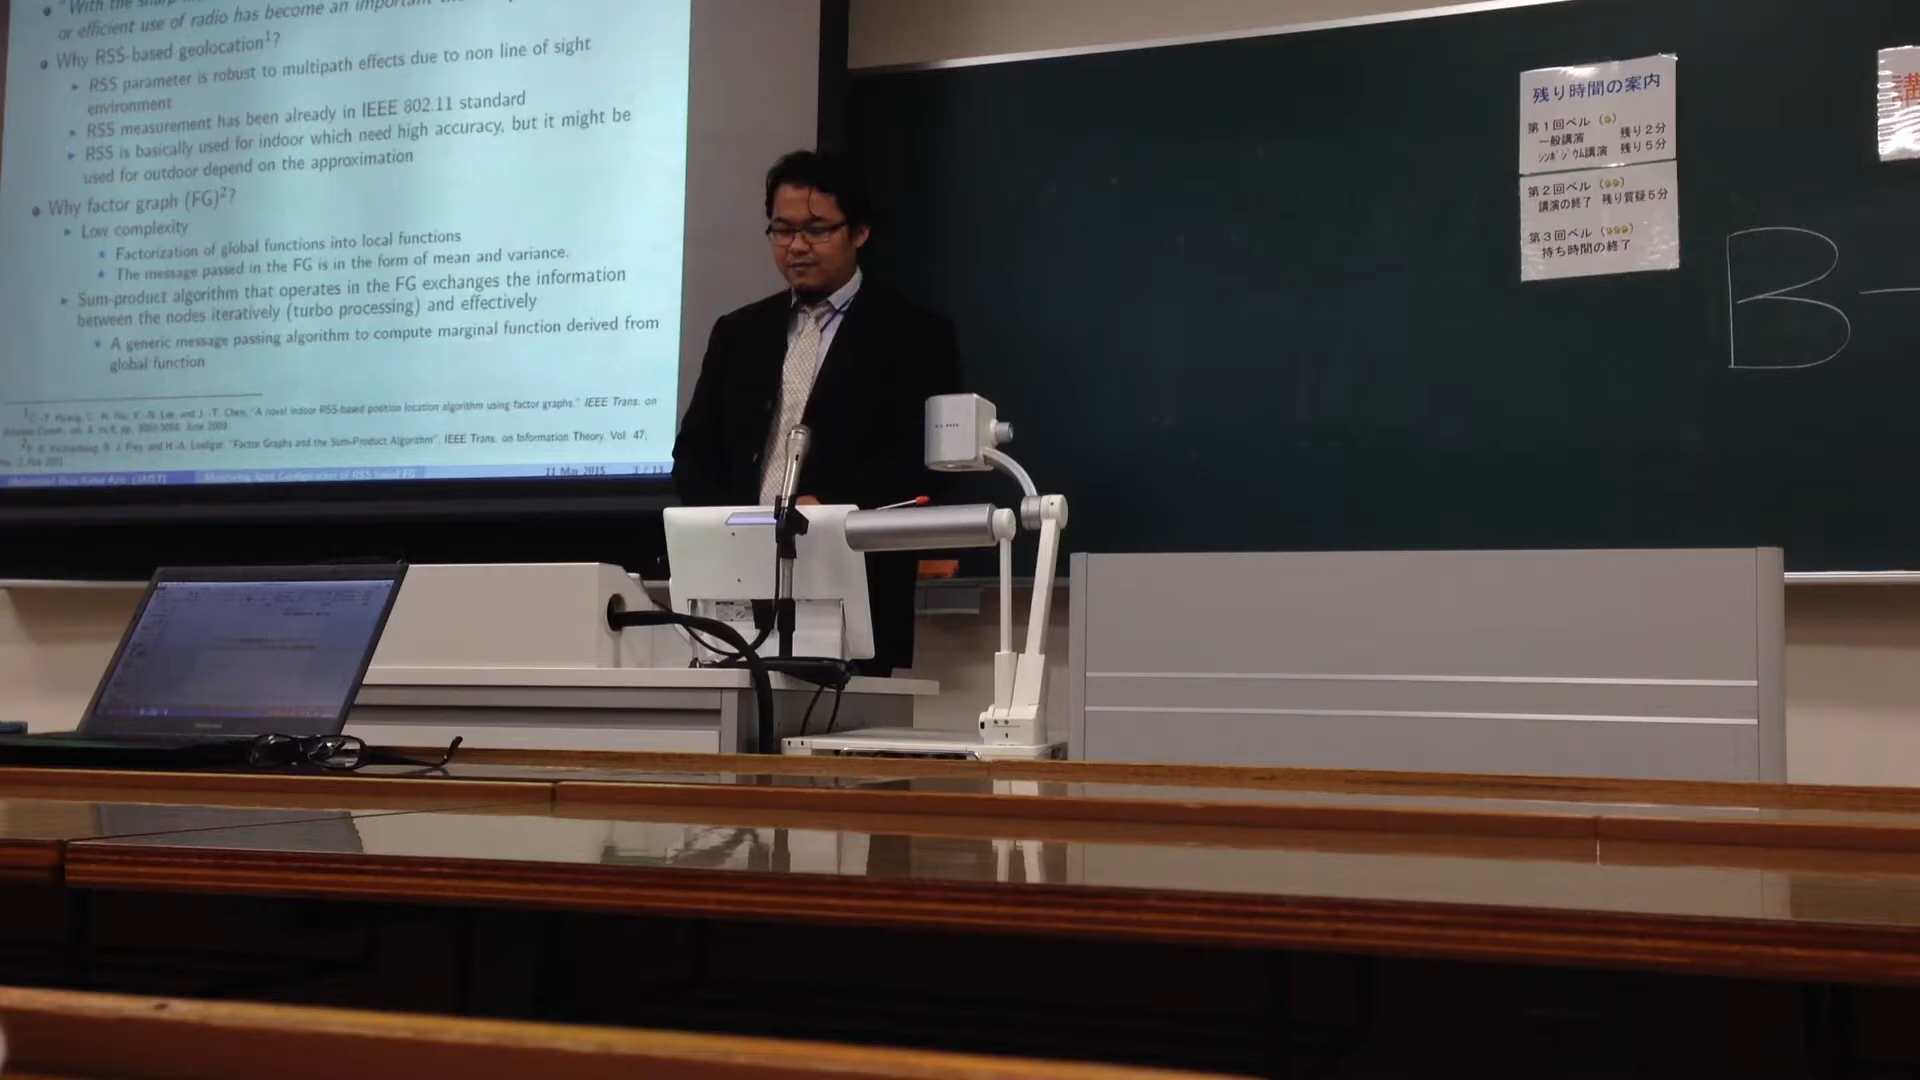 "With the
or efficient use of radio has become an important
Why RSS-based geolocation1?
RSS parameter is robust to multipath effects due to non line of sight
environment
RSS measurement has been already in IEEE 802.11 standard
RSS is basically used for indoor which need high accuracy, but it might be
used for outdoor depend on the approximation
Why factor graph (FG)2?
Low complexity
Factorization of global functions into local functions
The message passed in the FG is in the form of mean and variance.
Sum-product algorithm that operates in the FG exchanges the information
between the nodes iteratively (turbo processing) and effectively
A generic message passing algorithm to compute marginal function derived from
global function
"A novel indoor RSS-based position location algorithm using factor graphs," IEEE Trans. on
June 2009
"Factor Graphs and the Sum-Product Algorithm", IEEE Trans. on Information Theory. Vol 47,
11 Mar 2015 3 / 13
残り時間の案内
第1回ベル (9)
一般講演 残り2分
シンポジウム講演 残り5分
第2回ベル (99)
講演の終了 残り質疑5分
第3回ベル (999)
持ち時間の終了
講
B-